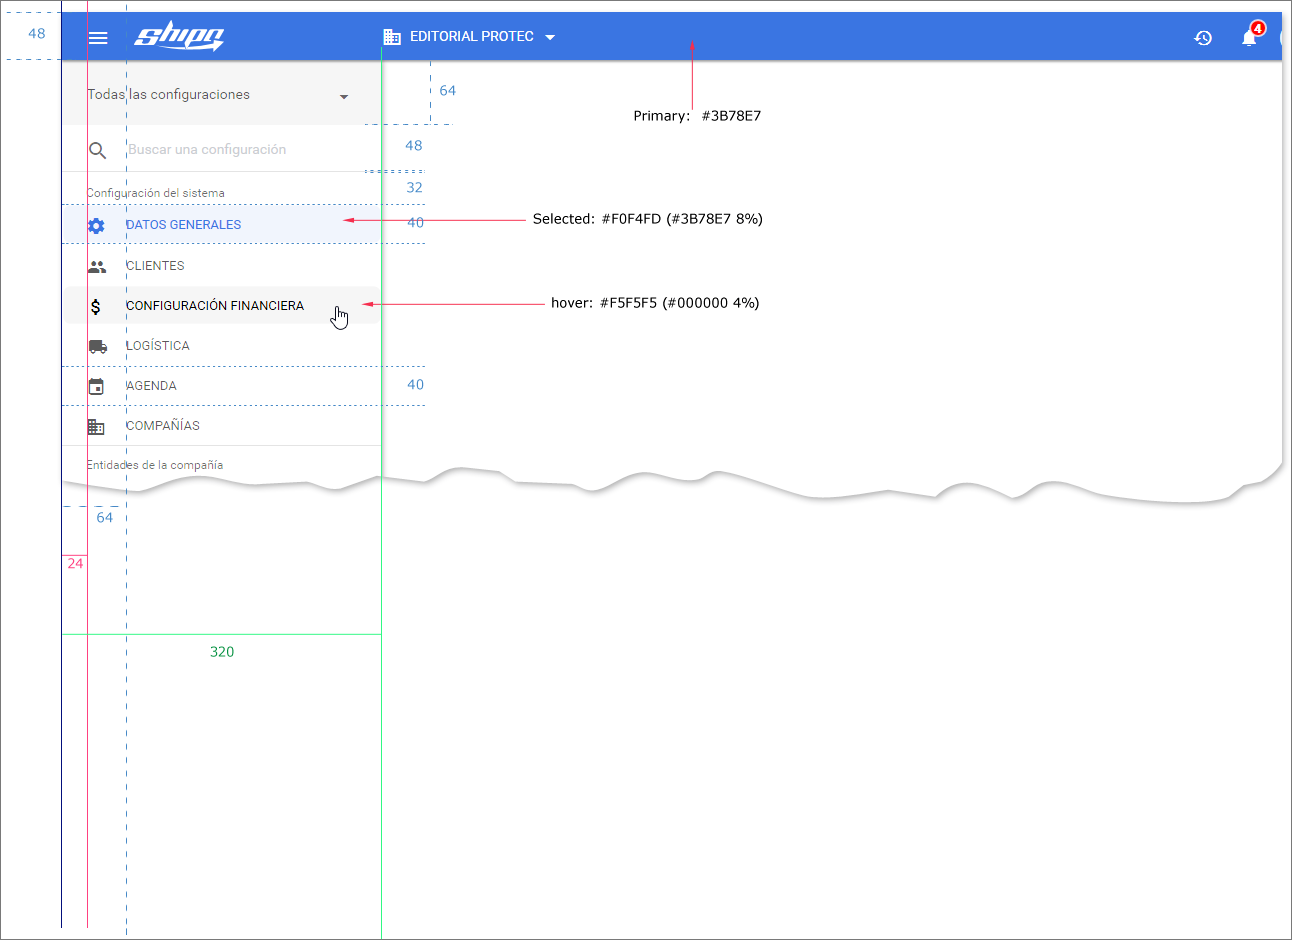 48
shipq
EDITORIAL PROTEC
4
Todas las configuraciones
64
Primary: #3B78E7
Buscar una configuración
48
Configuración del sistema
32
DATOS GENERALES
40
Selected: #F0F4FD (#3B78E7 8%)
CLIENTES
CONFIGURACIÓN FINANCIERA
hover: #F5F5F5 (#000000 4%)
LOGÍSTICA
AGENDA
40
COMPAÑÍAS
Entidades de la compañía
64
24
320